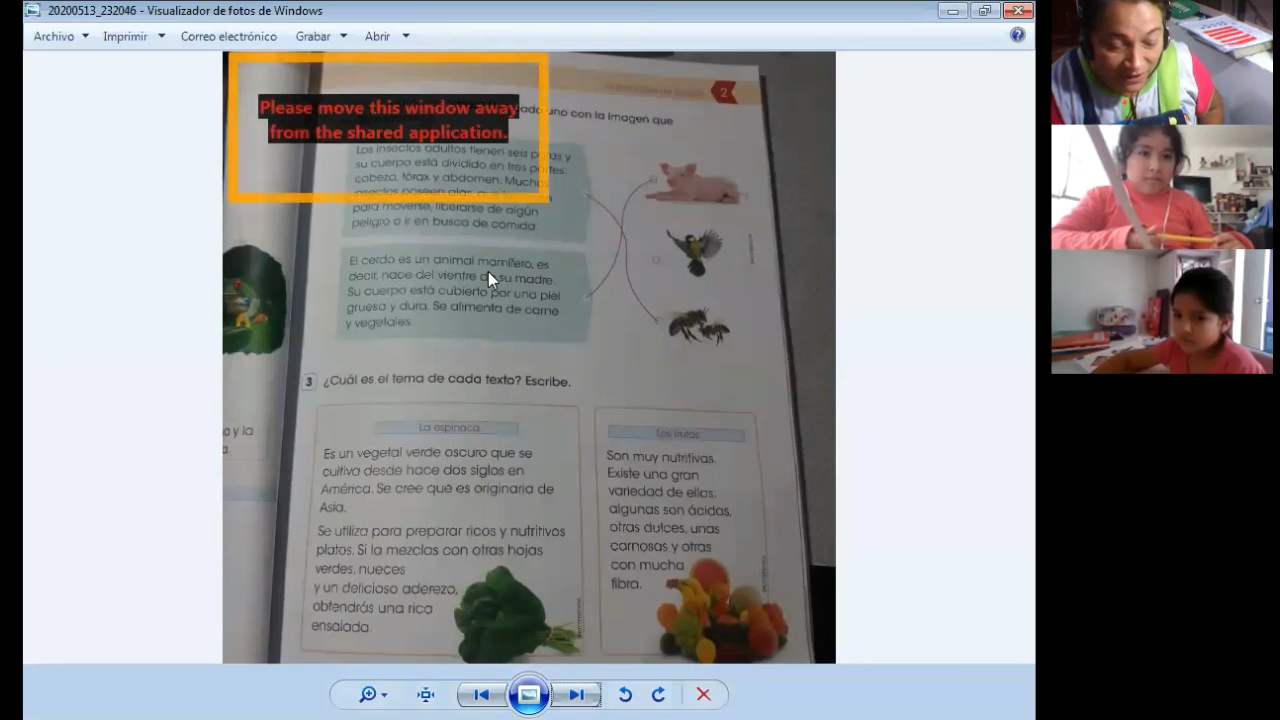 20200513_232046 - Visualizador de fotos de Windows
Archivo Imprimir Correo electrónico Grabar Abrir
2
Please move this window away
from the shared application.
uno con la imagen que
Los insectos adultos tienen seis patas y
su cuerpo está dividido en tres partes:
cabeza, tórax y abdomen. Muchos
insectos poseen alas
para moverse, liberarse de algún
peligro o ir en busca de comida.
El cerdo es un animal mamífero, es
decir, nace del vientre de su madre.
Su cuerpo está cubierto por una piel
gruesa y dura. Se alimenta de carne
y vegetales.
3 ¿Cuál es el tema de cada texto? Escribe.
La espinaca
Es un vegetal verde oscuro que se
cultiva desde hace dos siglos en
América. Se cree que es originaria de
Asia.
Se utiliza para preparar ricos y nutritivos
platos. Si la mezclas con otras hojas
verdes, nueces
y un delicioso aderezo,
obtendrás una rica
ensalada.
Las frutas
Son muy nutritivas.
Existe una gran
variedad de ellas:
algunas son ácidas,
otras dulces, unas
carnosas y otras
con mucha
fibra.
y la